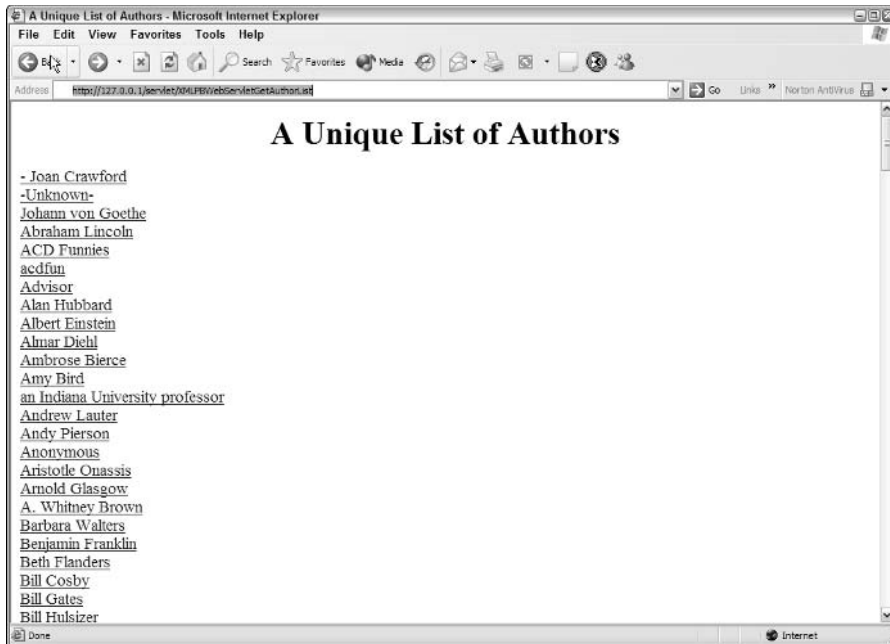 A Unique List of Authors - Microsoft Internet Explorer
File Edit View Favorites Tools Help
Search Favorites Media
Address http://127.0.0.1/servlet/XMLPBWebServletGetAuthorList Go Links » Norton AntiVirus
A Unique List of Authors
- Joan Crawford
-Unknown-
Johann von Goethe
Abraham Lincoln
ACD Funnies
acdfun
Advisor
Alan Hubbard
Albert Einstein
Almar Diehl
Ambrose Bierce
Amy Bird
an Indiana University professor
Andrew Lauter
Andy Pierson
Anonymous
Aristotle Onassis
Arnold Glasgow
A. Whitney Brown
Barbara Walters
Benjamin Franklin
Beth Flanders
Bill Cosby
Bill Gates
Bill Hulsizer
Done Internet